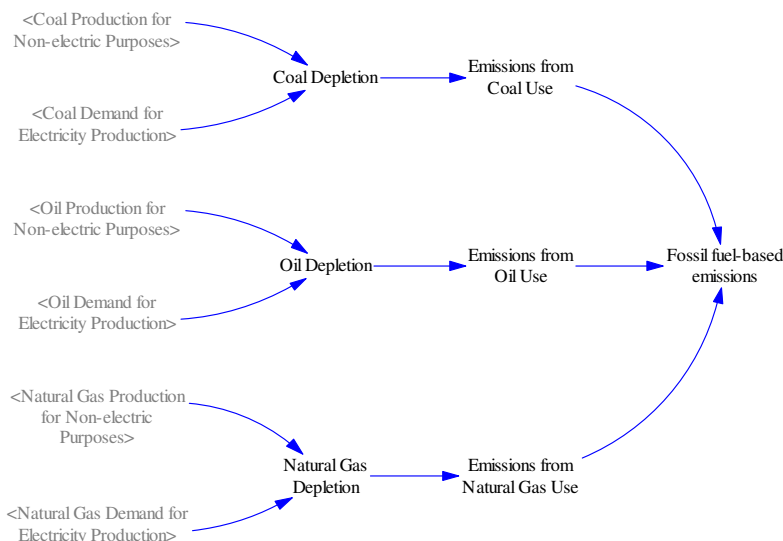 <Coal Production for
Non-electric Purposes>
Coal Depletion
Emissions from
Coal Use
<Coal Demand for
Electricity Production>
<Oil Production for
Non-electric Purposes>
Oil Depletion
Emissions from
Oil Use
Fossil fuel-based
emissions
<Oil Demand for
Electricity Production>
<Natural Gas Production
for Non-electric
Purposes>
Natural Gas
Depletion
Emissions from
Natural Gas Use
<Natural Gas Demand for
Electricity Production>